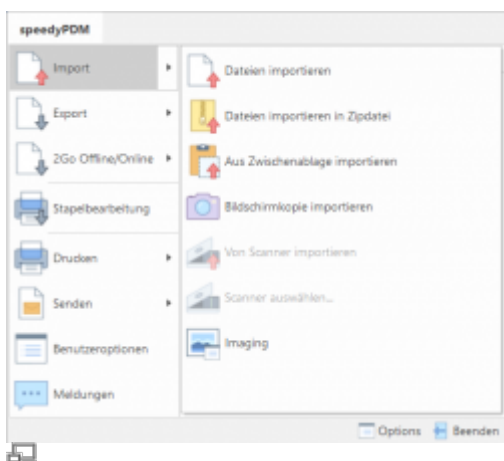 speedyPDM
Import
Export
2Go Offline/Online
Stapelbearbeitung
Drucken
Senden
Benutzeroptionen
Meldungen
Dateien importieren
Dateien importieren in Zipdatei
Aus Zwischenablage importieren
Bildschirmkopie importieren
Von Scanner importieren
Scanner auswählen...
Imaging
Options
Beenden